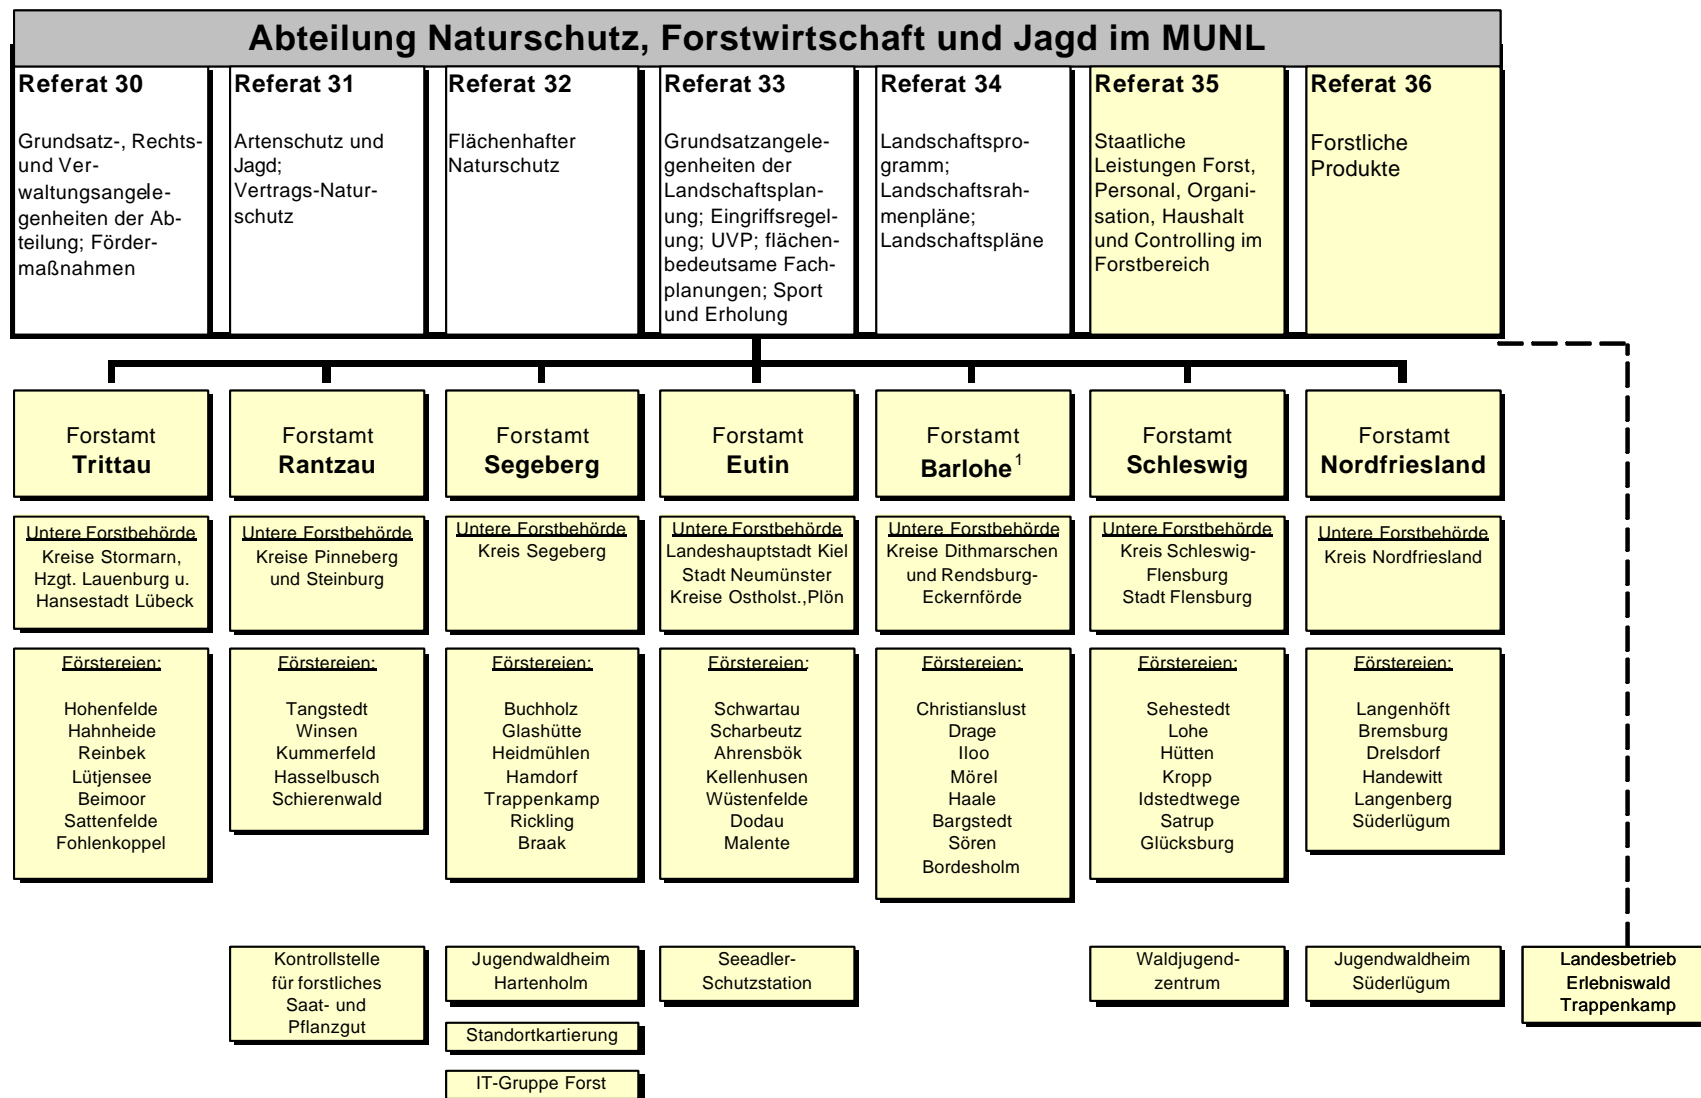 Abteilung Naturschutz, Forstwirtschaft und Jagd im MUNL
Referat 30
Grundsatz-, Rechts-
und Ver-
waltungsangele-
genheiten der Ab-
teilung; Förder-
maßnahmen
Referat 31
Artenschutz und
Jagd;
Vertrags-Natur-
schutz
Referat 32
Flächenhafter
Naturschutz
Referat 33
Grundsatzangele-
genheiten der
Landschaftsplan-
ung; Eingriffsregel-
ung; UVP; flächen-
bedeutsame Fach-
planungen; Sport
und Erholung
Referat 34
Landschaftspro-
gramm;
Landschaftsrah-
menpläne;
Landschaftspläne
Referat 35
Staatliche
Leistungen Forst,
Personal, Organi-
sation, Haushalt
und Controlling im
Forstbereich
Referat 36
Forstliche
Produkte
Forstamt
Trittau
Forstamt
Rantzau
Forstamt
Segeberg
Forstamt
Eutin
Forstamt
Barlohe¹
Forstamt
Schleswig
Forstamt
Nordfriesland
Untere Forstbehörde
Kreise Stormarn,
Hzgt. Lauenburg u.
Hansestadt Lübeck
Untere Forstbehörde
Kreise Pinneberg
und Steinburg
Untere Forstbehörde
Kreis Segeberg
Untere Forstbehörde
Landeshauptstadt Kiel
Stadt Neumünster
Kreise Ostholst.,Plön
Untere Forstbehörde
Kreise Dithmarschen
und Rendsburg-
Eckernförde
Untere Forstbehörde
Kreis Schleswig-
Flensburg
Stadt Flensburg
Untere Forstbehörde
Kreis Nordfriesland
Förstereien:
Hohenfelde
Hahnheide
Reinbek
Lütjensee
Beimoor
Sattenfelde
Fohlenkoppel
Förstereien:
Tangstedt
Winsen
Kummerfeld
Hasselbusch
Schierenwald
Förstereien:
Buchholz
Glashütte
Heidmühlen
Hamdorf
Trappenkamp
Rickling
Braak
Förstereien:
Schwartau
Scharbeutz
Ahrensbök
Kellenhusen
Wüstenfelde
Dodau
Malente
Förstereien:
Christianslust
Drage
Iloo
Mörel
Haale
Bargstedt
Sören
Bordesholm
Förstereien:
Sehestedt
Lohe
Hütten
Kropp
Idstedtwege
Satrup
Glücksburg
Förstereien:
Langenhöft
Bremsburg
Drelsdorf
Handewitt
Langenberg
Süderlügum
Kontrollstelle
für forstliches
Saat- und
Pflanzgut
Jugendwaldheim
Hartenholm
Standortkartierung
IT-Gruppe Forst
Seeadler-
Schutzstation
Waldjugend-
zentrum
Jugendwaldheim
Süderlügum
Landesbetrieb
Erlebniswald
Trappenkamp